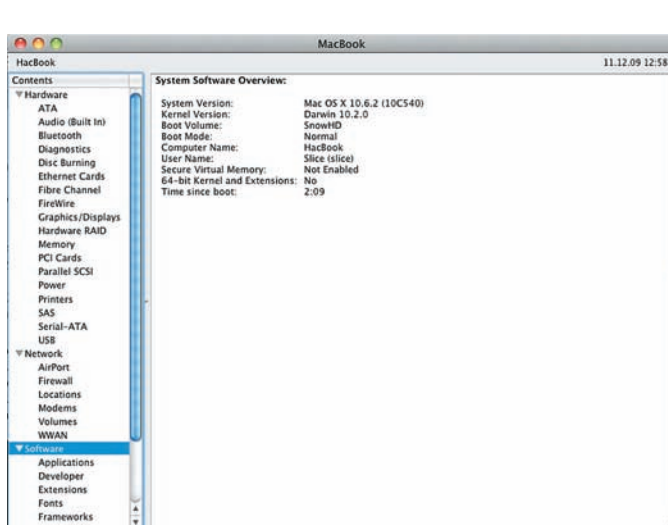 MacBook
HacBook
11.12.09 12:58
Contents
Hardware
ATA
Audio (Built In)
Bluetooth
Diagnostics
Disc Burning
Ethernet Cards
Fibre Channel
FireWire
Graphics/Displays
Hardware RAID
Memory
PCI Cards
Parallel SCSI
Power
Printers
SAS
Serial-ATA
USB
Network
AirPort
Firewall
Locations
Modems
Volumes
WWAN
Software
Applications
Developer
Extensions
Fonts
Frameworks
System Software Overview:
System Version: Mac OS X 10.6.2 (10C540)
Kernel Version: Darwin 10.2.0
Boot Volume: SnowHD
Boot Mode: Normal
Computer Name: HacBook
User Name: Slice (slice)
Secure Virtual Memory: Not Enabled
64-bit Kernel and Extensions: No
Time since boot: 2:09